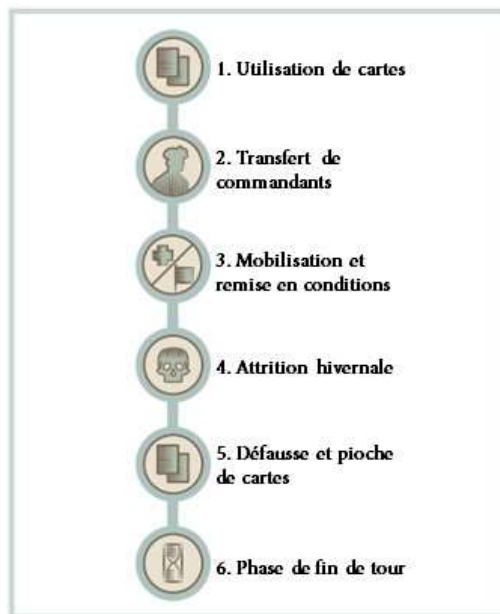 1. Utilisation de cartes
2. Transfert de
commandants
3. Mobilisation et
remise en conditions
4. Attrition hivernale
5. Défausse et pioche
de cartes
6. Phase de fin de tour